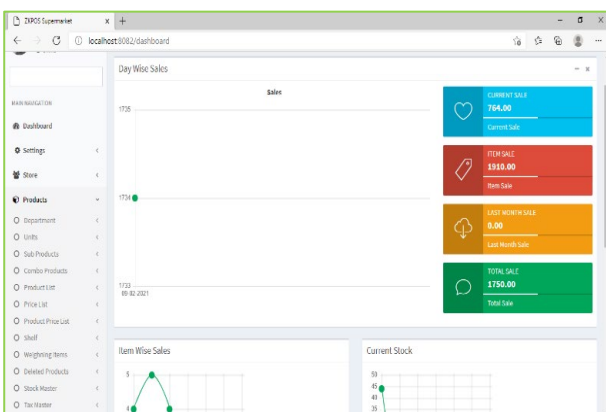 ZKPOS Supermarket
localhost:8082/dashboard
MAIN NAVIGATION
Dashboard
Settings
Store
Products
Department
Units
Sub Products
Combo Products
Product List
Price List
Product Price List
Shelf
Weighning Items
Deleted Products
Stock Master
Tax Master
Day Wise Sales
Sales
1735
1734
1733
09-02-2021
CURRENT SALE
764.00
Current Sale
ITEM SALE
1910.00
Item Sale
LAST MONTH SALE
0.00
Last Month Sale
TOTAL SALE
1750.00
Total Sale
Item Wise Sales
5
4
Current Stock
50
45
40
35